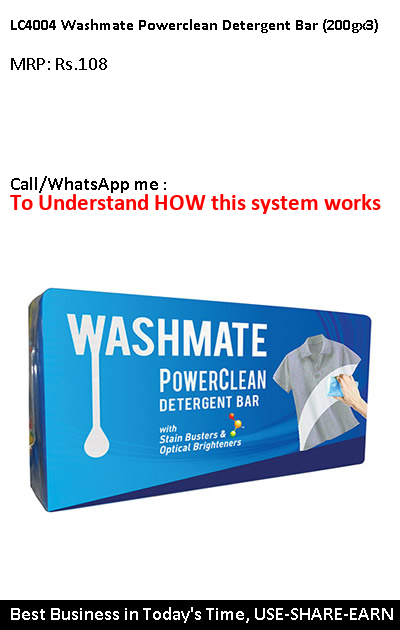 LC4004 Washmate Powerclean Detergent Bar (200gx3)
MRP: Rs.108
Call/WhatsApp me :
To Understand HOW this system works
WASHMATE
POWERCLEAN
DETERGENT BAR
with
Stain Busters &
Optical Brighteners
Best Business in Today's Time, USE-SHARE-EARN